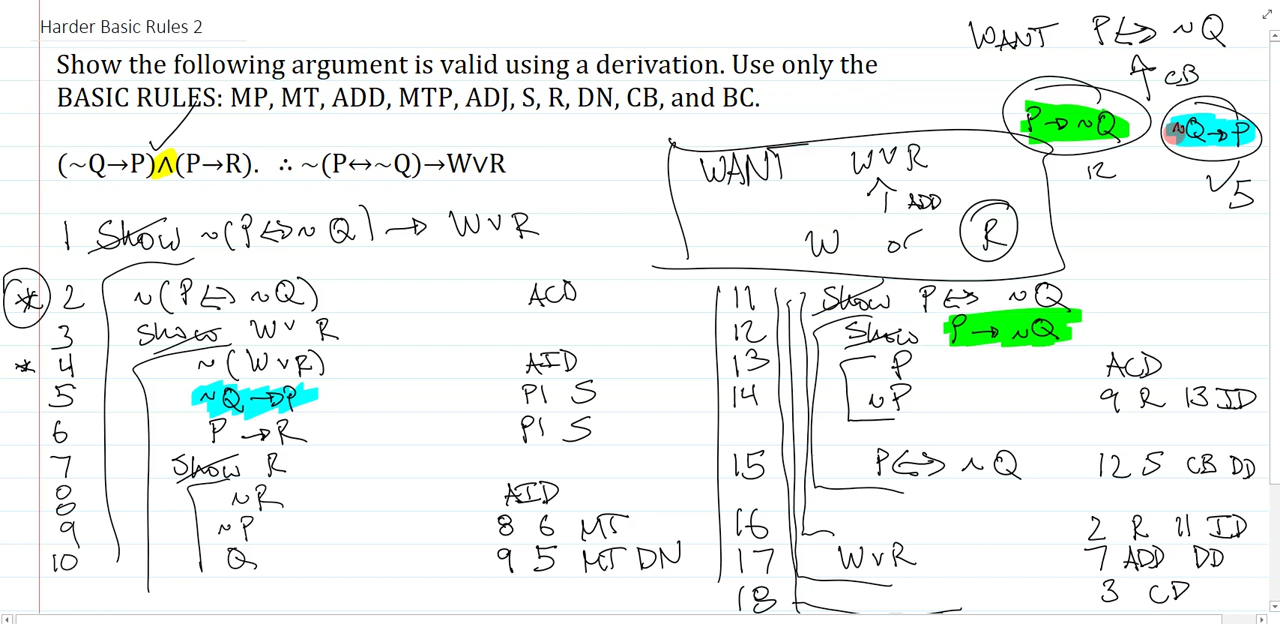 Harder Basic Rules 2
WANT P↔~Q
↑ CB
P→~Q ~Q→P
12 ✓5
Show the following argument is valid using a derivation. Use only the
BASIC RULES: MP, MT, ADD, MTP, ADJ, S, R, DN, CB, and BC.
(~Q→P)∧(P→R). ∴ ~(P↔~Q)→W∨R
WANT W∨R
↑ ADD
W or R
1 Show ~(P↔~Q) → W∨R
* 2 ~(P↔~Q) ACD
3 Show W∨R
* 4 ~(W∨R) AID
5 ~Q→P P1 S
6 P→R P1 S
7 Show R
8 ~R AID
9 ~P 8 6 MT
10 Q 9 5 MT DN
11 Show P↔~Q
12 Show P→~Q
13 P ACD
14 ~P 9 R 13 ID
15 P↔~Q 12 5 CB DD
16 2 R 11 ID
17 W∨R 7 ADD DD
18 3 CD